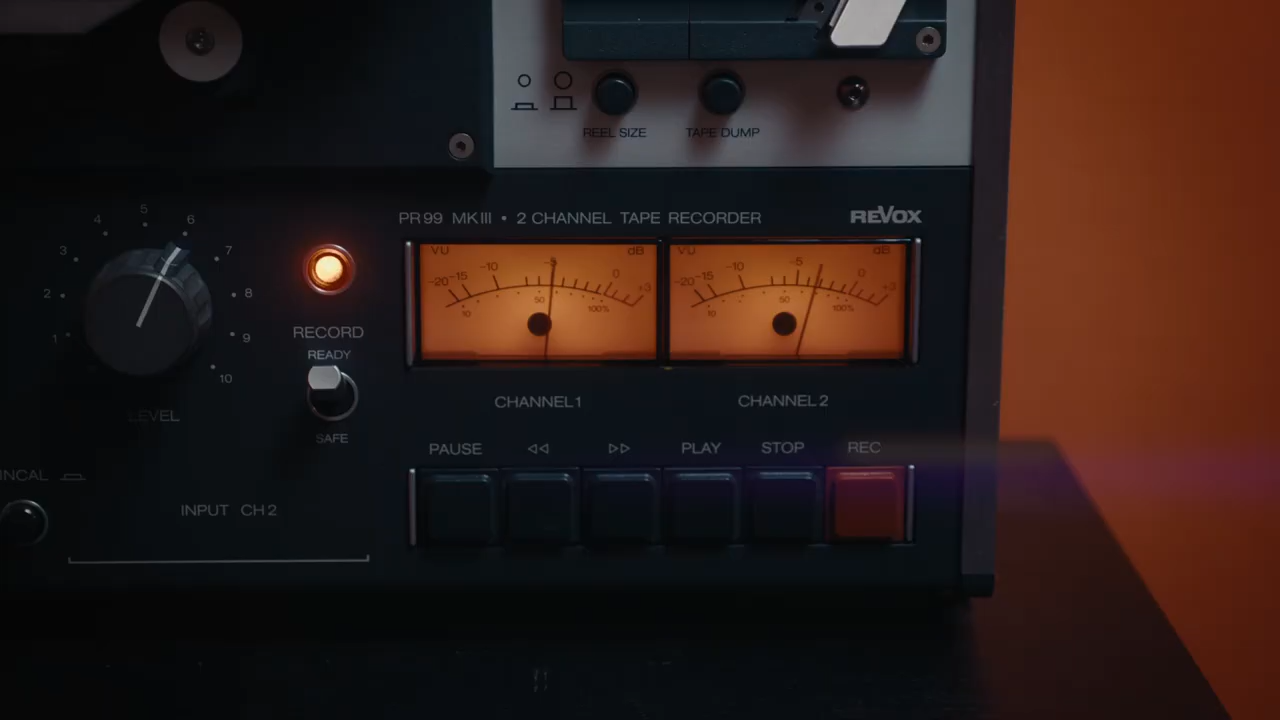 REEL SIZE
TAPE DUMP
PR99 MKIII • 2 CHANNEL TAPE RECORDER
REVOX
1 2 3 4 5 6 7 8 9 10
LEVEL
RECORD
READY
SAFE
VU dB
-20 -15 -10 -5 0 +3
10 50 100%
VU dB
-20 -15 -10 -5 0 +3
10 50 100%
CHANNEL 1
CHANNEL 2
PAUSE
PLAY
STOP
REC
INPUT CH2